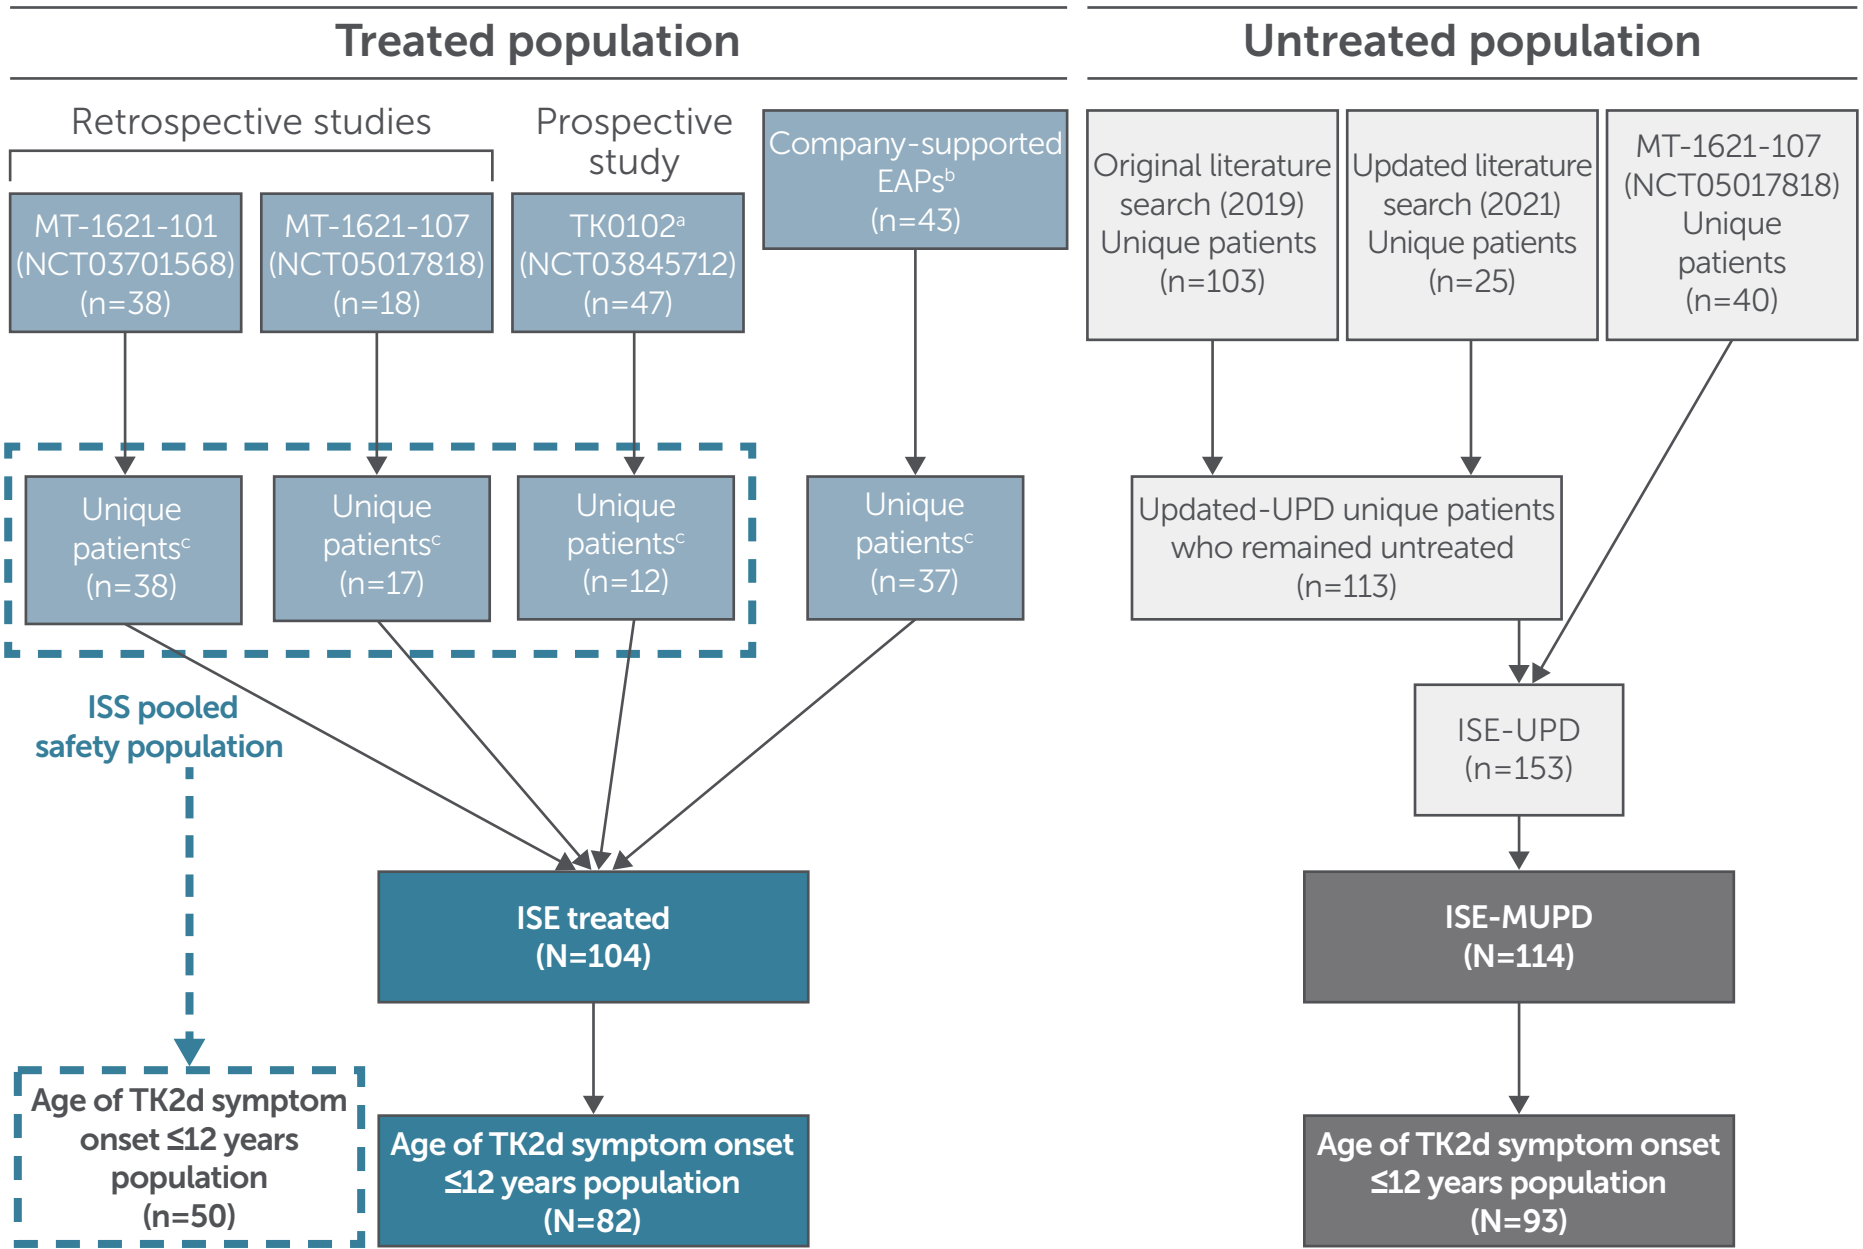 Treated population
Retrospective studies
Prospective
study
MT-1621-101
(NCT03701568)
(n=38)
MT-1621-107
(NCT05017818)
(n=18)
TK0102ᵃ
(NCT03845712)
(n=47)
Company-supported
EAPsᵇ
(n=43)
Unique
patientsᶜ
(n=38)
Unique
patientsᶜ
(n=17)
Unique
patientsᶜ
(n=12)
Unique
patientsᶜ
(n=37)
ISS pooled
safety population
ISE treated
(N=104)
Age of TK2d symptom
onset ≤12 years
population
(n=50)
Age of TK2d symptom onset
≤12 years population
(N=82)
Untreated population
Original literature
search (2019)
Unique patients
(n=103)
Updated literature
search (2021)
Unique patients
(n=25)
MT-1621-107
(NCT05017818)
Unique
patients
(n=40)
Updated-UPD unique patients
who remained untreated
(n=113)
ISE-UPD
(n=153)
ISE-MUPD
(N=114)
Age of TK2d symptom onset
≤12 years population
(N=93)